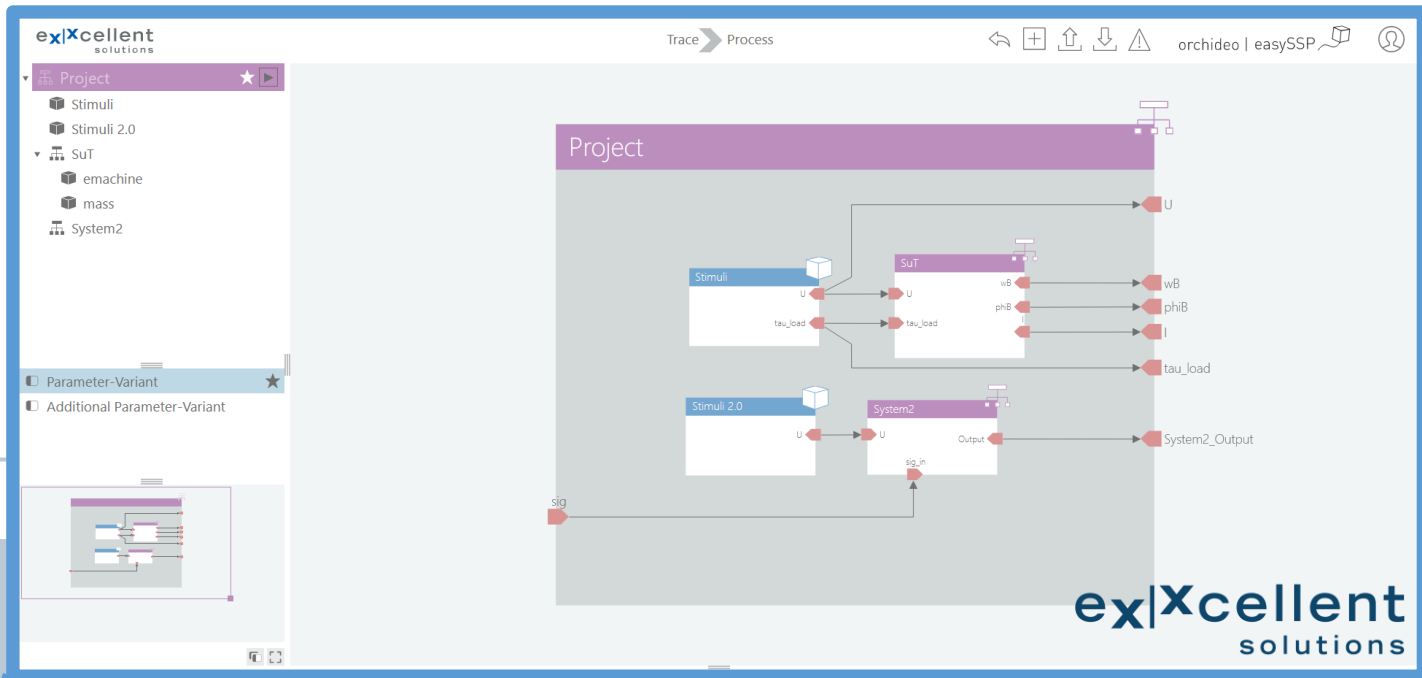 ex|xcellent
solutions
Trace Process
orchideo | easySSP
Project
Stimuli
Stimuli 2.0
SuT
emachine
mass
System2
Parameter-Variant
Additional Parameter-Variant
Project
U
Stimuli
U
tau_load
SuT
U
tau_load
wB
phiB
I
wB
phiB
I
tau_load
Stimuli 2.0
U
System2
U
Output
sig_in
System2_Output
sig
ex|xcellent
solutions